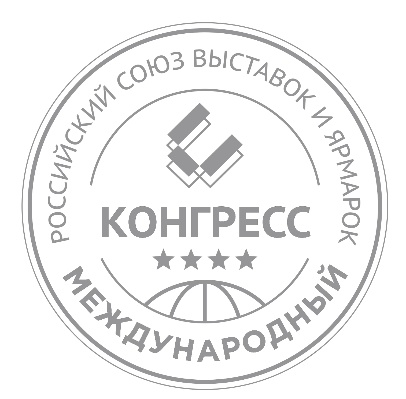 РОССИЙСКИЙ СОЮЗ ВЫСТАВОК И ЯРМАРОК
КОНГРЕСС
МЕЖДУНАРОДНЫЙ